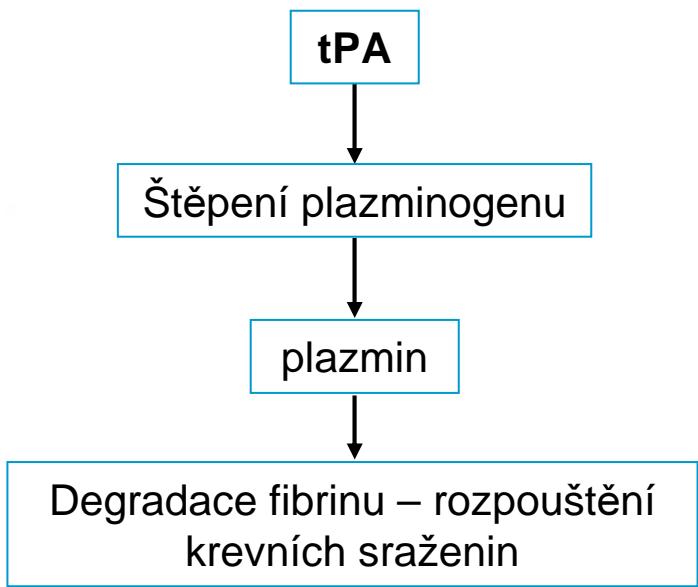 tPA
Štěpení plazminogenu
plazmin
Degradace fibrinu – rozpouštění
krevních sraženin